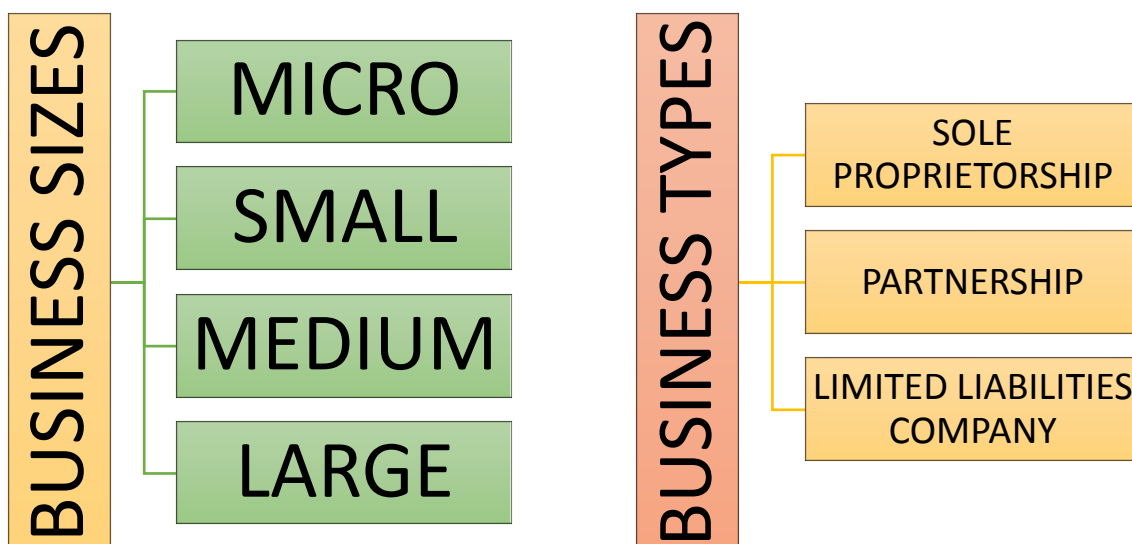 BUSINESS SIZES
MICRO
SMALL
MEDIUM
LARGE
BUSINESS TYPES
SOLE
PROPRIETORSHIP
PARTNERSHIP
LIMITED LIABILITIES
COMPANY